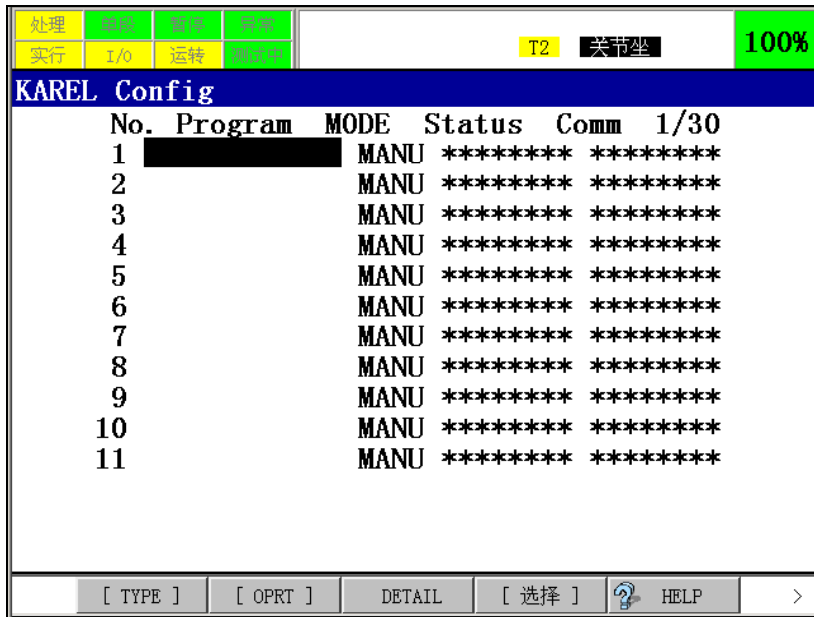 处理 单段 暂停 异常
实行 I/O 运转 测试中 T2 关节坐 100%
KAREL Config
No. Program MODE Status Comm 1/30
1 MANU ******** ********
2 MANU ******** ********
3 MANU ******** ********
4 MANU ******** ********
5 MANU ******** ********
6 MANU ******** ********
7 MANU ******** ********
8 MANU ******** ********
9 MANU ******** ********
10 MANU ******** ********
11 MANU ******** ********
[ TYPE ] [ OPRT ] DETAIL [ 选择 ] HELP >